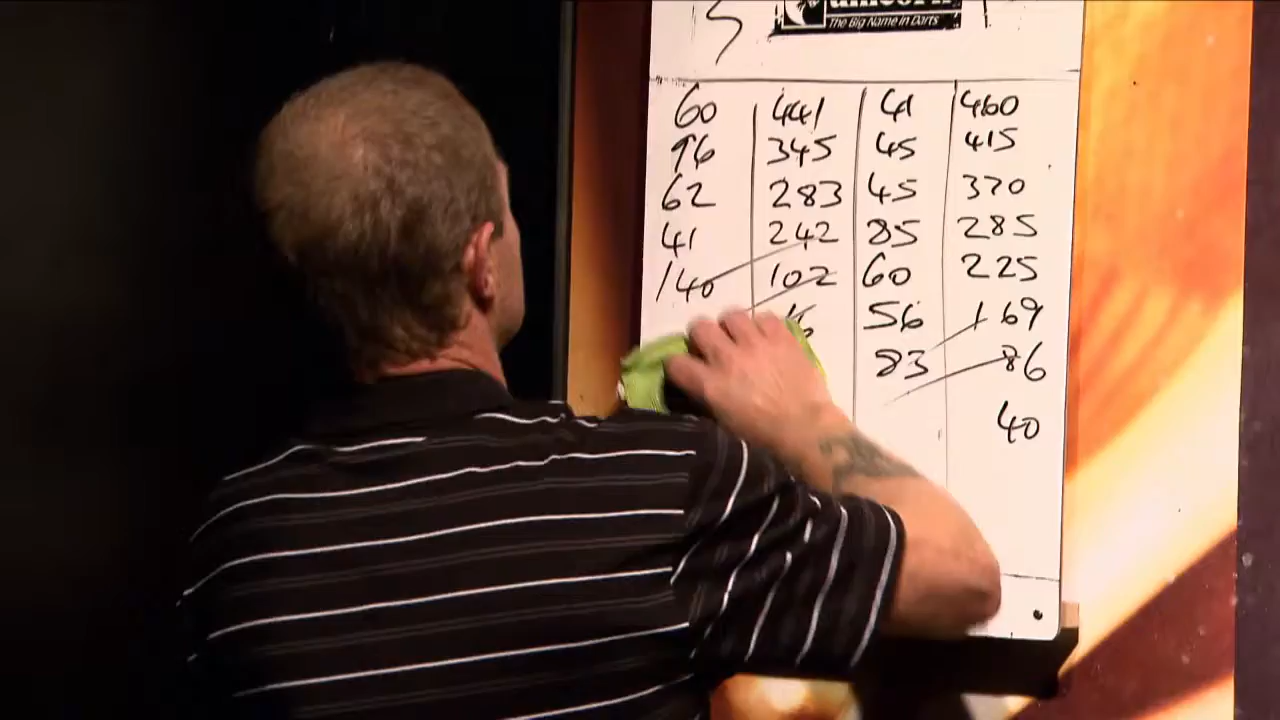 The Big Name in Darts
60 441 41 460
96 345 45 415
62 283 45 370
41 242 85 285
140 102 60 225
56 169
83 86
40